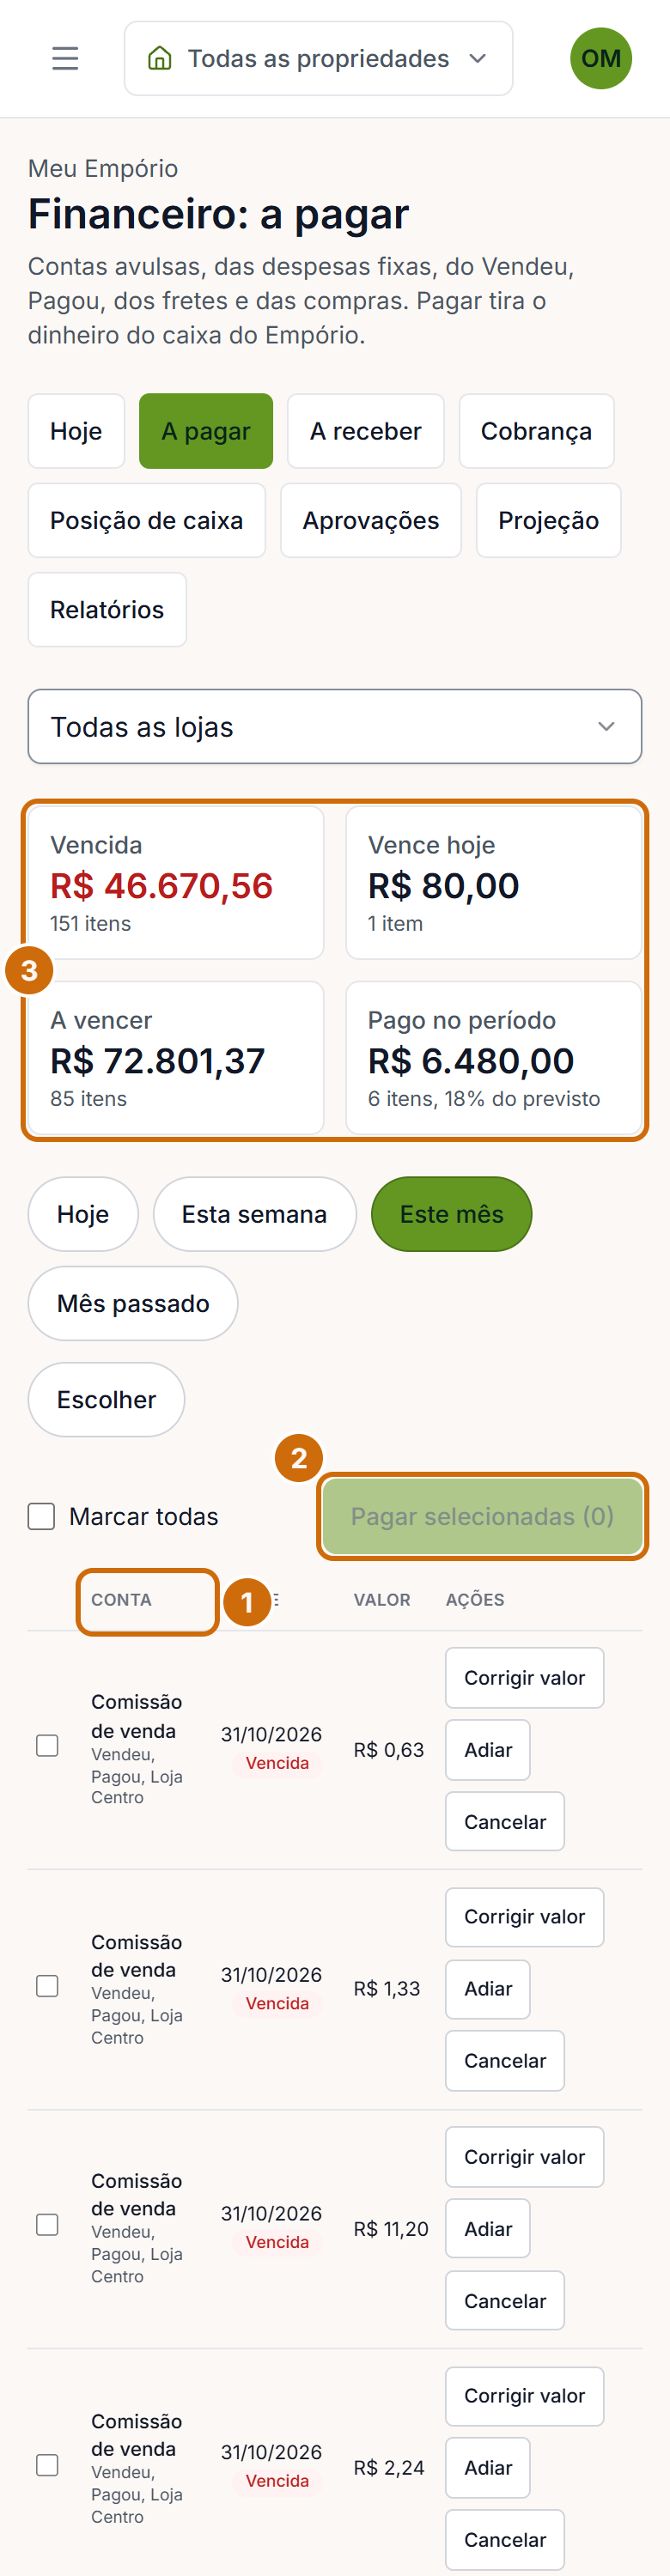 Todas as propriedades
OM
Meu Empório
Financeiro: a pagar
Contas avulsas, das despesas fixas, do Vendeu,
Pagou, dos fretes e das compras. Pagar tira o
dinheiro do caixa do Empório.
Hoje
A pagar
A receber
Cobrança
Posição de caixa
Aprovações
Projeção
Relatórios
Todas as lojas
Vencida
R$ 46.670,56
151 itens
Vence hoje
R$ 80,00
1 item
3
A vencer
R$ 72.801,37
85 itens
Pago no período
R$ 6.480,00
6 itens, 18% do previsto
Hoje
Esta semana
Este mês
Mês passado
Escolher
2
Marcar todas
Pagar selecionadas (0)
CONTA
1
VALOR
AÇÕES
Comissão
de venda
Vendeu,
Pagou, Loja
Centro
31/10/2026
Vencida
R$ 0,63
Corrigir valor
Adiar
Cancelar
Comissão
de venda
Vendeu,
Pagou, Loja
Centro
31/10/2026
Vencida
R$ 1,33
Corrigir valor
Adiar
Cancelar
Comissão
de venda
Vendeu,
Pagou, Loja
Centro
31/10/2026
Vencida
R$ 11,20
Corrigir valor
Adiar
Cancelar
Comissão
de venda
Vendeu,
Pagou, Loja
Centro
31/10/2026
Vencida
R$ 2,24
Corrigir valor
Adiar
Cancelar